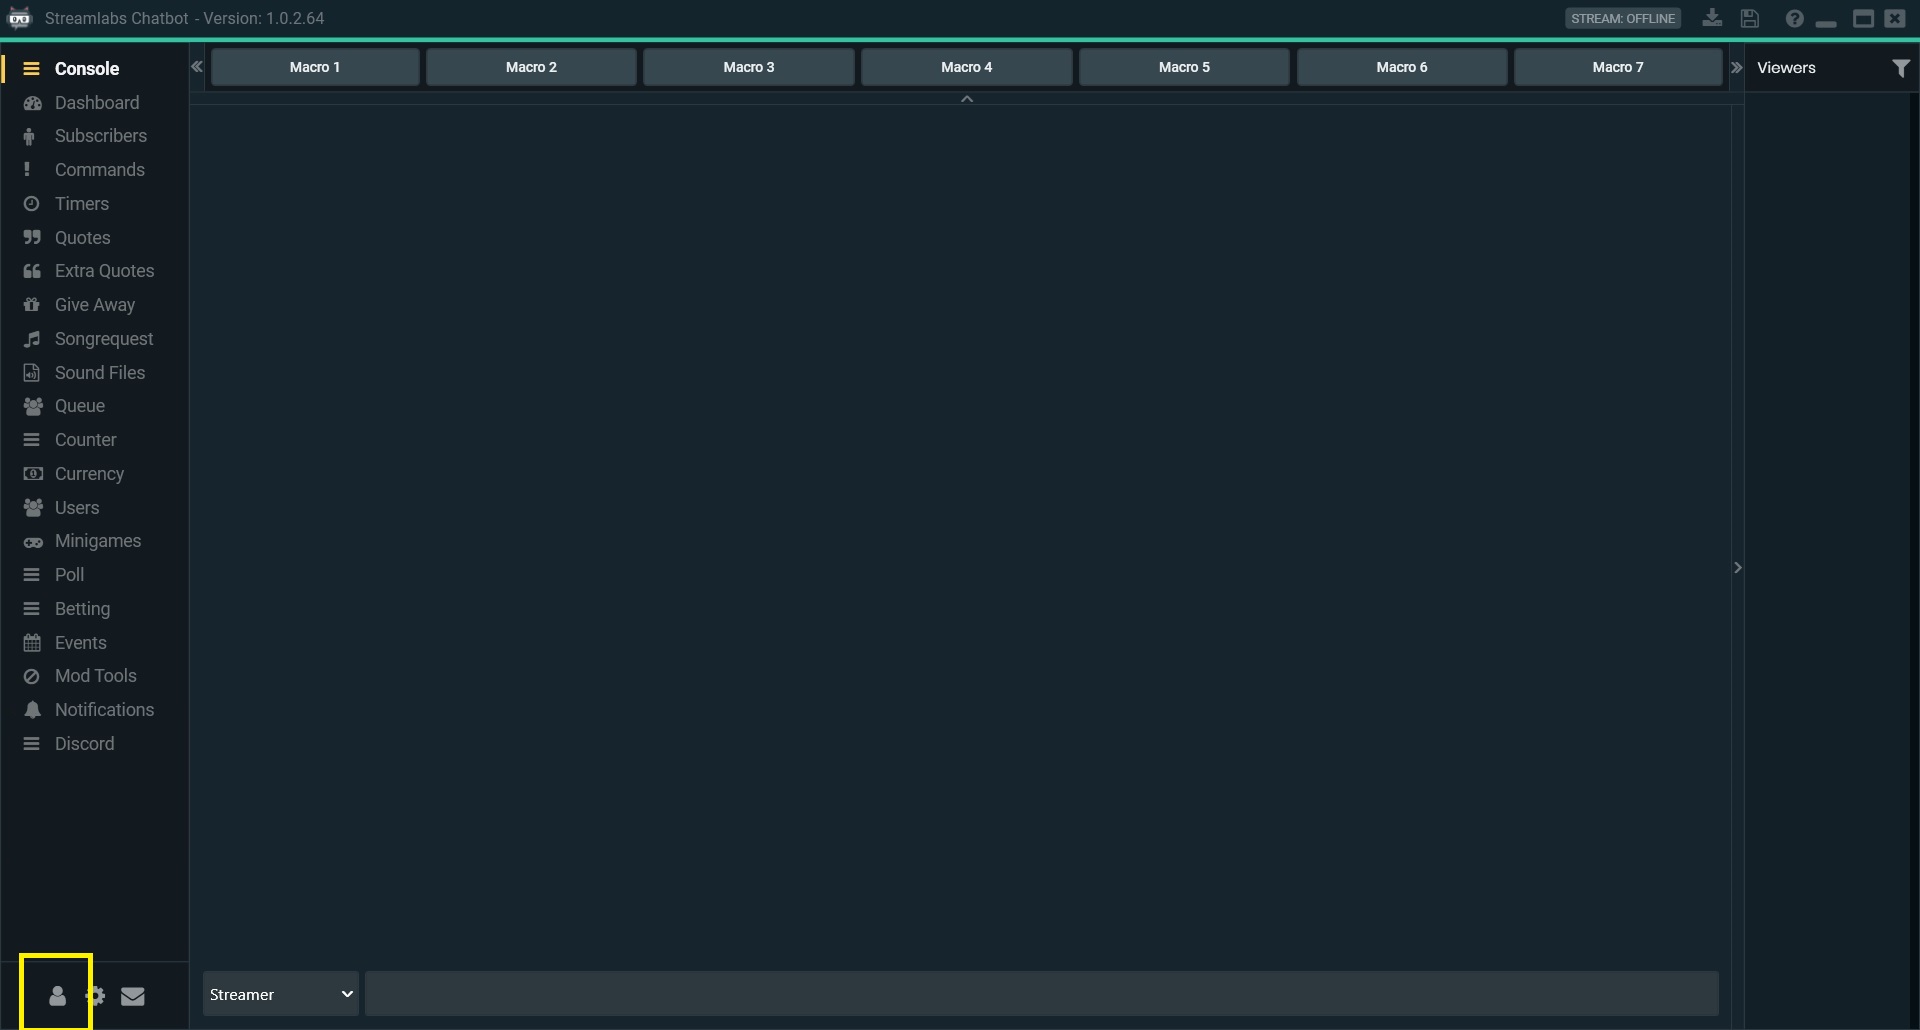 Streamlabs Chatbot - Version: 1.0.2.64
STREAM: OFFLINE
Console
Dashboard
Subscribers
Commands
Timers
Quotes
Extra Quotes
Give Away
Songrequest
Sound Files
Queue
Counter
Currency
Users
Minigames
Poll
Betting
Events
Mod Tools
Notifications
Discord
Macro 1
Macro 2
Macro 3
Macro 4
Macro 5
Macro 6
Macro 7
Viewers
Streamer